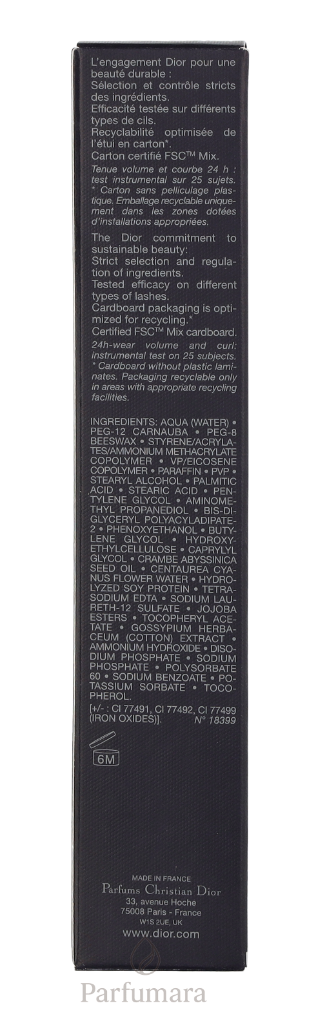 L'engagement Dior pour une
beauté durable :
Sélection et contrôle stricts
des ingrédients.
Efficacité testée sur différents
types de cils.
Recyclabilité optimisée de
l'étui en carton*.
Carton certifié FSC™ Mix.
Tenue volume et courbe 24 h :
test instrumental sur 25 sujets.
* Carton sans pelliculage plas-
tique. Emballage recyclable unique-
ment dans les zones dotées
d'installations appropriées.
The Dior commitment to
sustainable beauty:
Strict selection and regula-
tion of ingredients.
Tested efficacy on different
types of lashes.
Cardboard packaging is opti-
mized for recycling.*
Certified FSC™ Mix cardboard.
24h-wear volume and curl:
instrumental test on 25 subjects.
* Cardboard without plastic lami-
nates. Packaging recyclable only
in areas with appropriate recycling
facilities.
INGREDIENTS: AQUA (WATER) •
PEG-12 CARNAUBA • PEG-8
BEESWAX • STYRENE/ACRYLA-
TES/AMMONIUM METHACRYLATE
COPOLYMER • VP/EICOSENE
COPOLYMER • PARAFFIN • PVP •
STEARYL ALCOHOL • PALMITIC
ACID • STEARIC ACID • PEN-
TYLENE GLYCOL • AMINOME-
THYL PROPANEDIOL • BIS-DI-
GLYCERYL POLYACYLADIPATE-
2 • PHENOXYETHANOL • BUTY-
LENE GLYCOL • HYDROXY-
ETHYLCELLULOSE • CAPRYLYL
GLYCOL • CRAMBE ABYSSINICA
SEED OIL • CENTAUREA CYA-
NUS FLOWER WATER • HYDRO-
LYZED SOY PROTEIN • TETRA-
SODIUM EDTA • SODIUM LAU-
RETH-12 SULFATE • JOJOBA
ESTERS • TOCOPHERYL ACE-
TATE • GOSSYPIUM HERBA-
CEUM (COTTON) EXTRACT •
AMMONIUM HYDROXIDE • DISO-
DIUM PHOSPHATE • SODIUM
PHOSPHATE • POLYSORBATE
60 • SODIUM BENZOATE • PO-
TASSIUM SORBATE • TOCO-
PHEROL.
[+/- : CI 77491, CI 77492, CI 77499
(IRON OXIDES)]. N° 18399
6M
MADE IN FRANCE
Parfums Christian Dior
33, avenue Hoche
75008 Paris - France
W1S 2UE, UK
www.dior.com
Parfumara